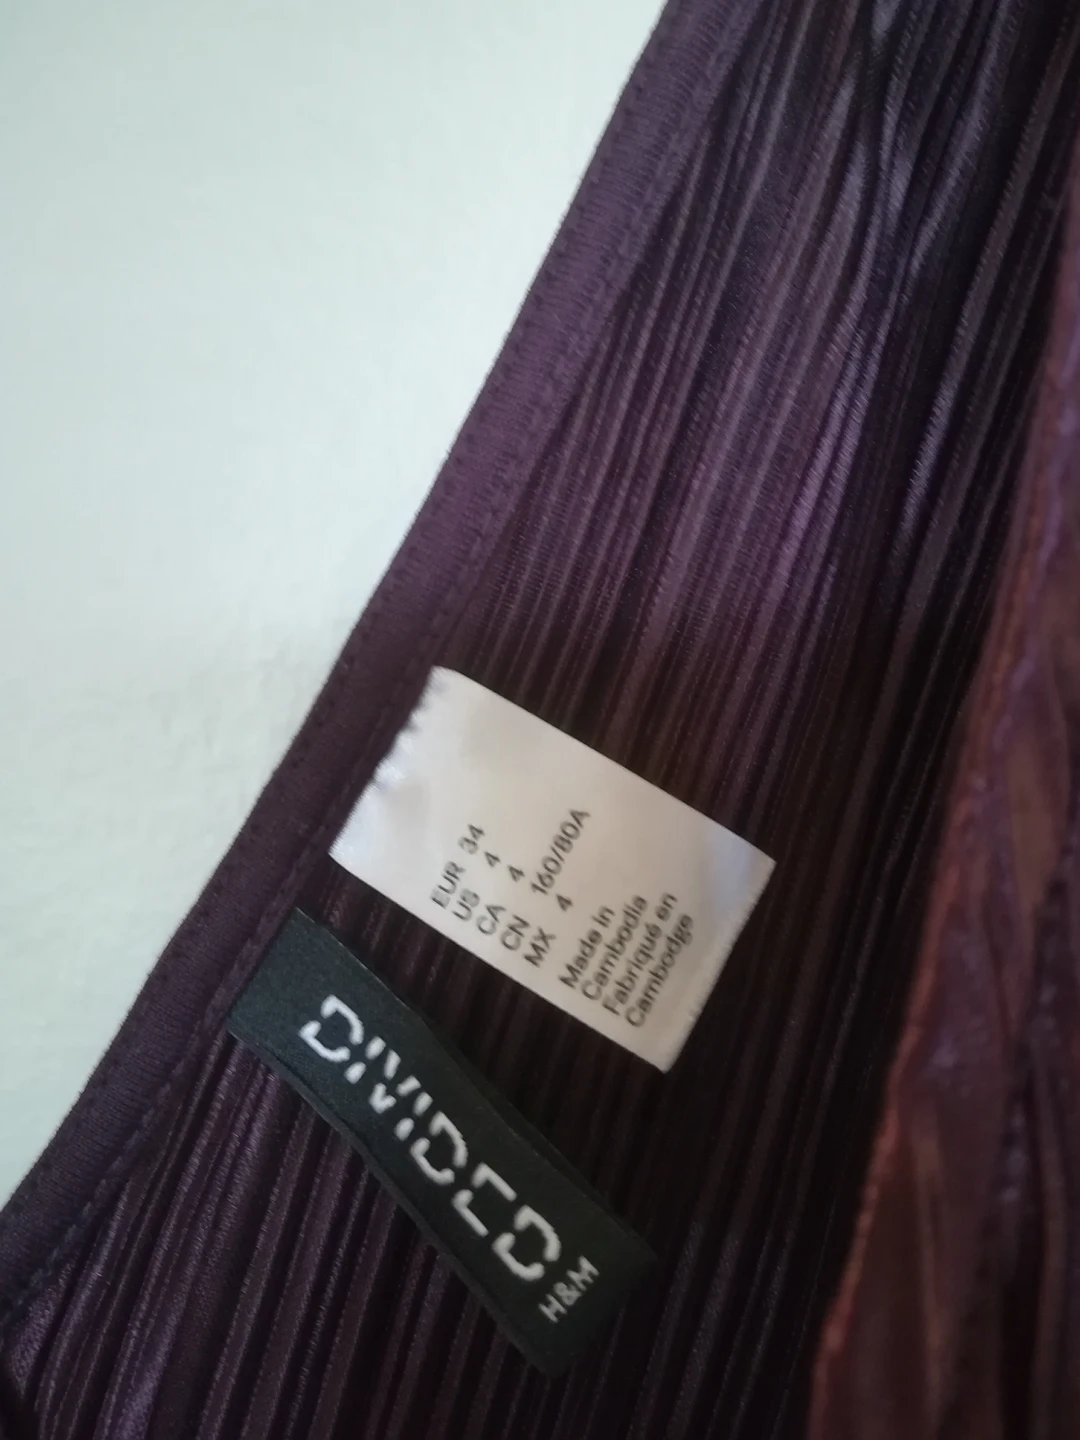 EUR 34
US 4
CA 4
CN 160/80A
MX 4
Made in
Cambodia
Fabriqué en
Cambodge
DIVIDED
H&M